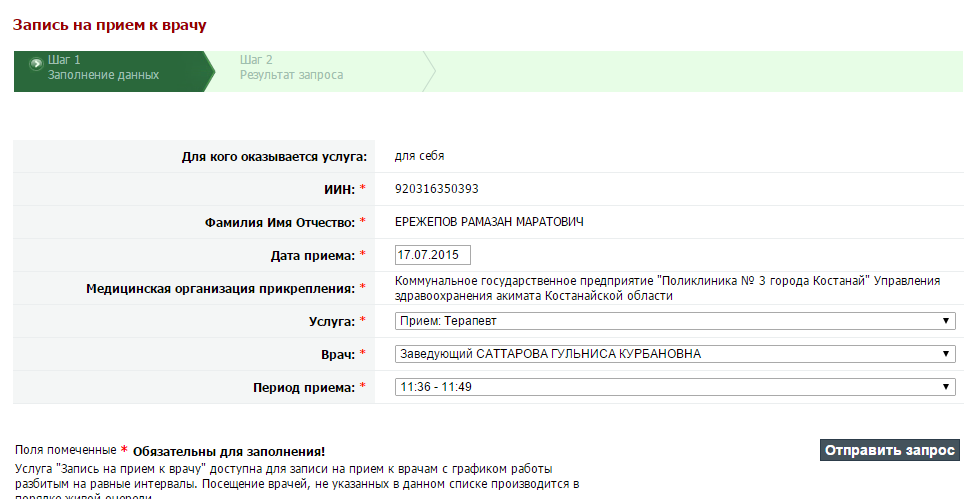 Запись на прием к врачу
Шаг 1
Заполнение данных
Шаг 2
Результат запроса
Для кого оказывается услуга: для себя
ИИН: * 920316350393
Фамилия Имя Отчество: * ЕРЕЖЕПОВ РАМАЗАН МАРАТОВИЧ
Дата приема: * 17.07.2015
Медицинская организация прикрепления: * Коммунальное государственное предприятие "Поликлиника № 3 города Костанай" Управления
здравоохранения акимата Костанайской области
Услуга: * Прием: Терапевт
Врач: * Заведующий САТТАРОВА ГУЛЬНИСА КУРБАНОВНА
Период приема: * 11:36 - 11:49
Поля помеченные * Обязательны для заполнения!
Отправить запрос
Услуга "Запись на прием к врачу" доступна для записи на прием к врачам с графиком работы
разбитым на равные интервалы. Посещение врачей, не указанных в данном списке производится в
порядке живой очереди